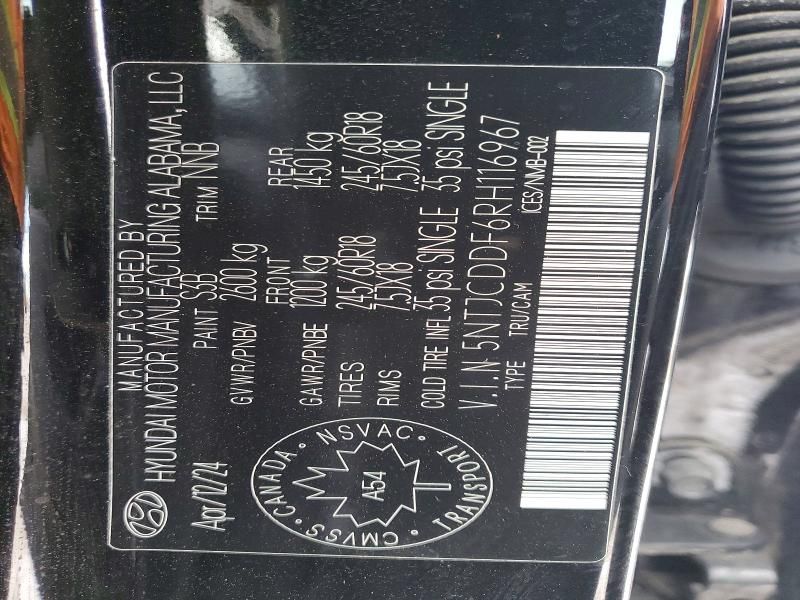 MANUFACTURED BY
HYUNDAI MOTOR MANUFACTURING ALABAMA, LLC
Apr/12/24 PAINT S3B TRIM NNB
GVWR/PNBV 2600 kg
FRONT REAR
GAWR/PNBE 1200 kg 1450 kg
TIRES 245/60R18 245/60R18
RIMS 7.5JX18 7.5JX18
COLD TIRE INFL 35 psi SINGLE 35 psi SINGLE
V.I.N 5NTJCDDF6RH116967
TYPE TRU/CAM ICES/NMB-002
CMVSS · CANADA · NSVAC · TRANSPORT ·
A54